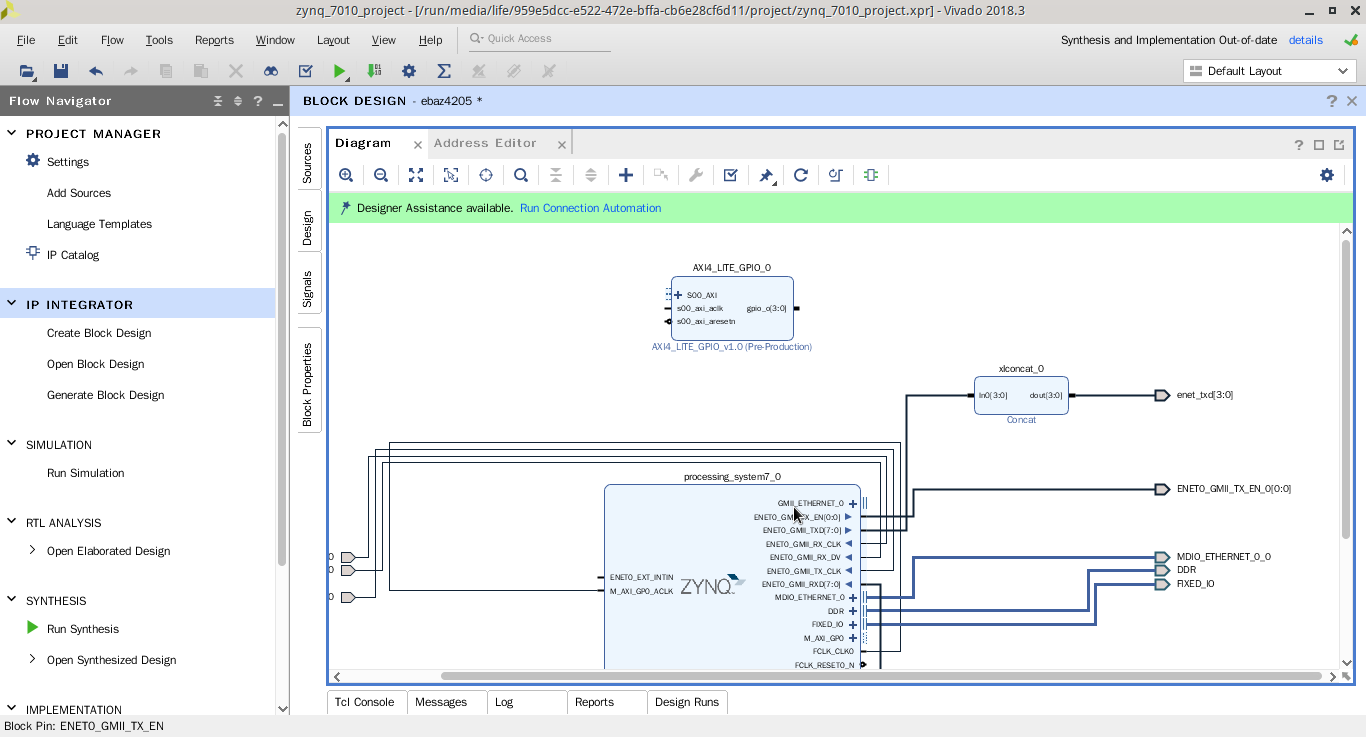 zynq_7010_project - [/run/media/life/959e5dcc-e522-472e-bffa-cb6e28cf6d11/project/zynq_7010_project.xpr] - Vivado 2018.3
File Edit Flow Tools Reports Window Layout View Help Quick Access
Synthesis and Implementation Out-of-date details
Default Layout
Flow Navigator
PROJECT MANAGER
Settings
Add Sources
Language Templates
IP Catalog
IP INTEGRATOR
Create Block Design
Open Block Design
Generate Block Design
SIMULATION
Run Simulation
RTL ANALYSIS
Open Elaborated Design
SYNTHESIS
Run Synthesis
Open Synthesized Design
IMPLEMENTATION
BLOCK DESIGN - ebaz4205 *
Sources
Design
Signals
Block Properties
Diagram
Address Editor
Designer Assistance available. Run Connection Automation
AXI4_LITE_GPIO_0
S00_AXI
s00_axi_aclk
gpio_o[3:0]
s00_axi_aresetn
AXI4_LITE_GPIO_v1.0 (Pre-Production)
xlconcat_0
In0[3:0]
dout[3:0]
Concat
enet_txd[3:0]
processing_system7_0
GMII_ETHERNET_0
ENET0_GMII_TX_EN[0:0]
ENET0_GMII_TXD[7:0]
ENET0_GMII_RX_CLK
ENET0_GMII_RX_DV
ENET0_GMII_TX_CLK
ENET0_GMII_RXD[7:0]
MDIO_ETHERNET_0
DDR
FIXED_IO
M_AXI_GP0
FCLK_CLK0
FCLK_RESET0_N
ENET0_EXT_INTIN
M_AXI_GP0_ACLK
ZYNQ
0
0
0
ENET0_GMII_TX_EN_0[0:0]
MDIO_ETHERNET_0_0
DDR
FIXED_IO
Tcl Console
Messages
Log
Reports
Design Runs
Block Pin: ENET0_GMII_TX_EN